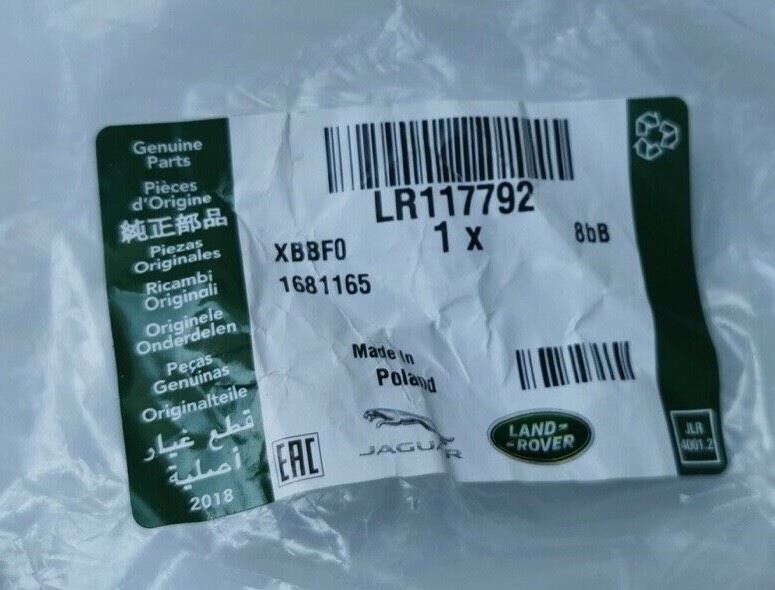 Genuine
Parts
Pièces
d'Origine
純正部品
Piezas
Originales
Ricambi
Originali
Originele
Onderdelen
Peças
Genuinas
Originalteile
قطع غيار
أصلية
2018
LR117792
1 x
8bB
XBBF0
1681165
Made In
Poland
EAC
JAGUAR
LAND-
-ROVER
JLR
4001.2